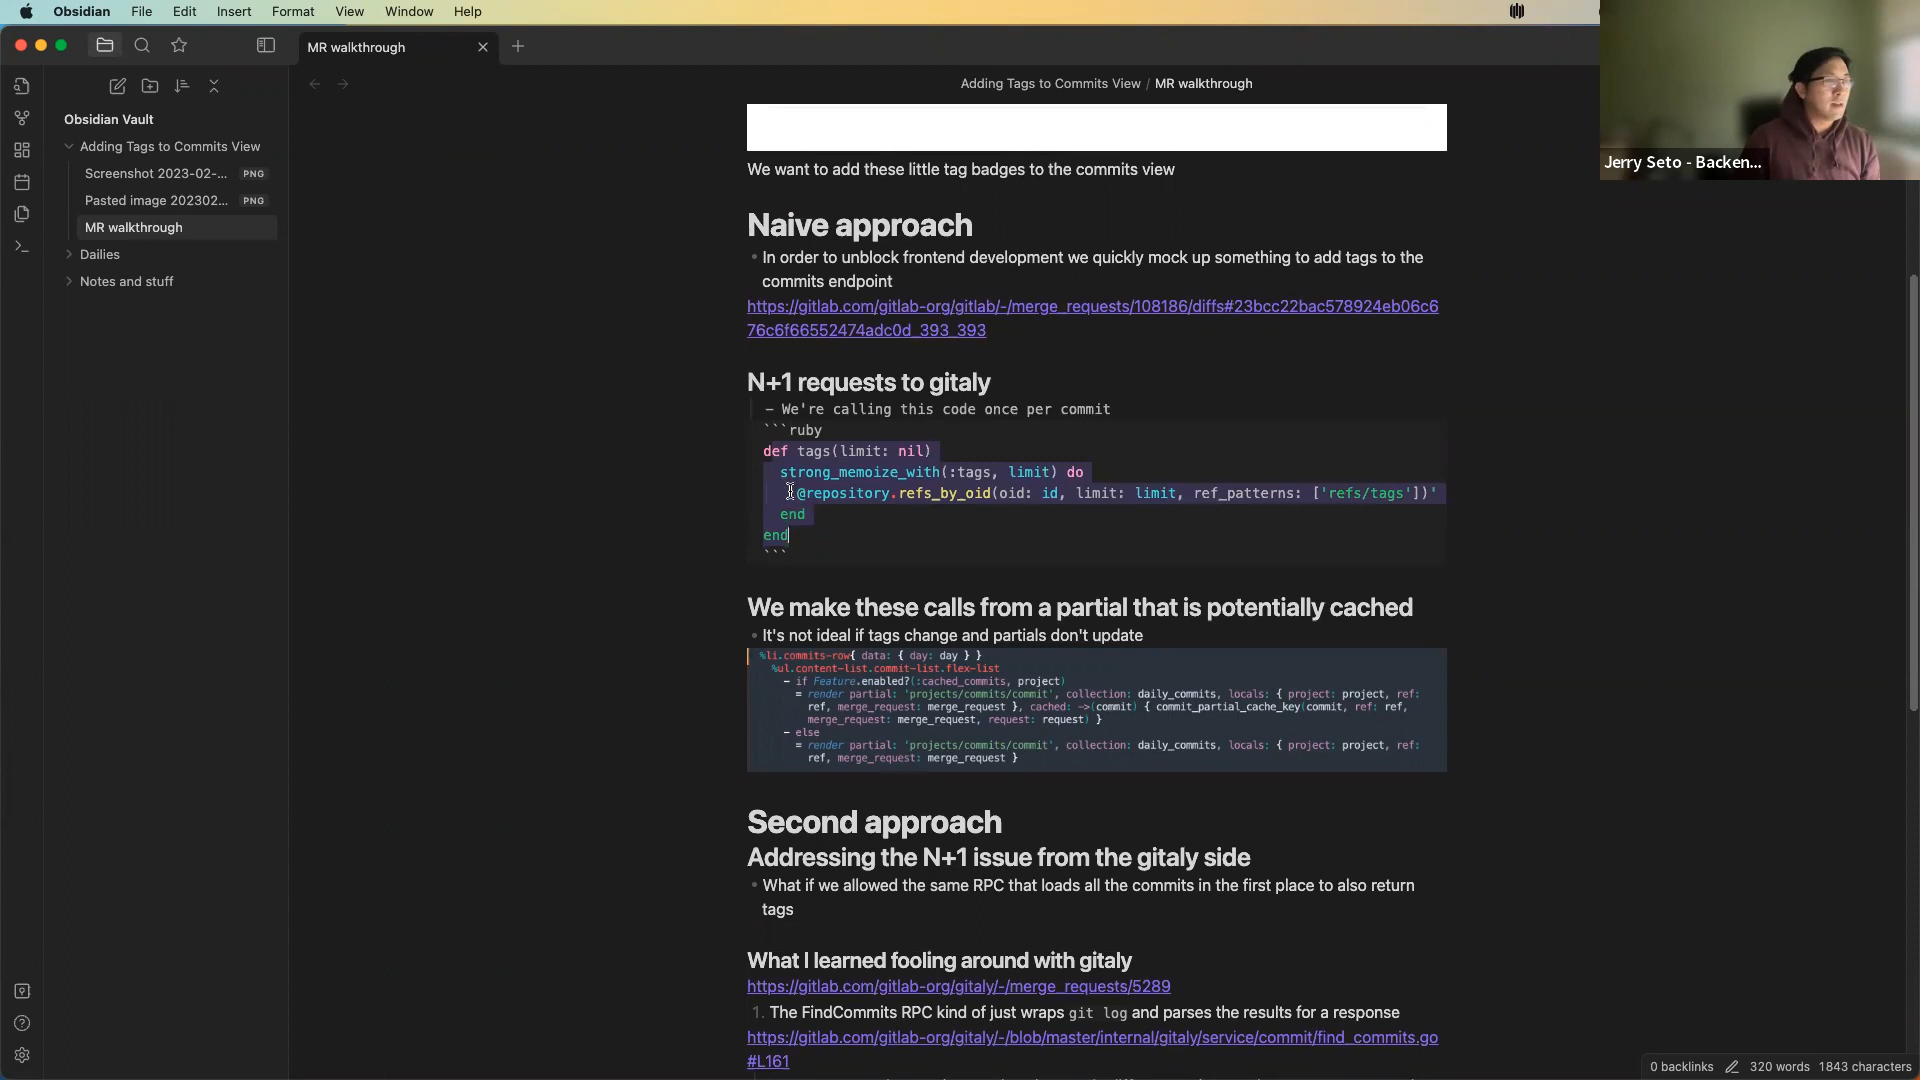 Obsidian File Edit Insert Format View Window Help
MR walkthrough
Adding Tags to Commits View / MR walkthrough
Obsidian Vault
Adding Tags to Commits View
Screenshot 2023-02-... PNG
Pasted image 202302... PNG
MR walkthrough
Dailies
Notes and stuff
Jerry Seto - Backen...
We want to add these little tag badges to the commits view
Naive approach
In order to unblock frontend development we quickly mock up something to add tags to the
commits endpoint
https://gitlab.com/gitlab-org/gitlab/-/merge_requests/108186/diffs#23bcc22bac578924eb06c6
76c6f66552474adc0d_393_393
N+1 requests to gitaly
- We're calling this code once per commit
```ruby
def tags(limit: nil)
strong_memoize_with(:tags, limit) do
@repository.refs_by_oid(oid: id, limit: limit, ref_patterns: ['refs/tags'])'
end
end
```
We make these calls from a partial that is potentially cached
It's not ideal if tags change and partials don't update
%li.commits-row{ data: { day: day } }
%ul.content-list.commit-list.flex-list
- if Feature.enabled?(:cached_commits, project)
= render partial: 'projects/commits/commit', collection: daily_commits, locals: { project: project, ref:
ref, merge_request: merge_request }, cached: ->(commit) { commit_partial_cache_key(commit, ref: ref,
merge_request: merge_request, request: request) }
- else
= render partial: 'projects/commits/commit', collection: daily_commits, locals: { project: project, ref:
ref, merge_request: merge_request }
Second approach
Addressing the N+1 issue from the gitaly side
What if we allowed the same RPC that loads all the commits in the first place to also return
tags
What I learned fooling around with gitaly
https://gitlab.com/gitlab-org/gitaly/-/merge_requests/5289
1. The FindCommits RPC kind of just wraps git log and parses the results for a response
https://gitlab.com/gitlab-org/gitaly/-/blob/master/internal/gitaly/service/commit/find_commits.go
#L161
0 backlinks 320 words 1843 characters